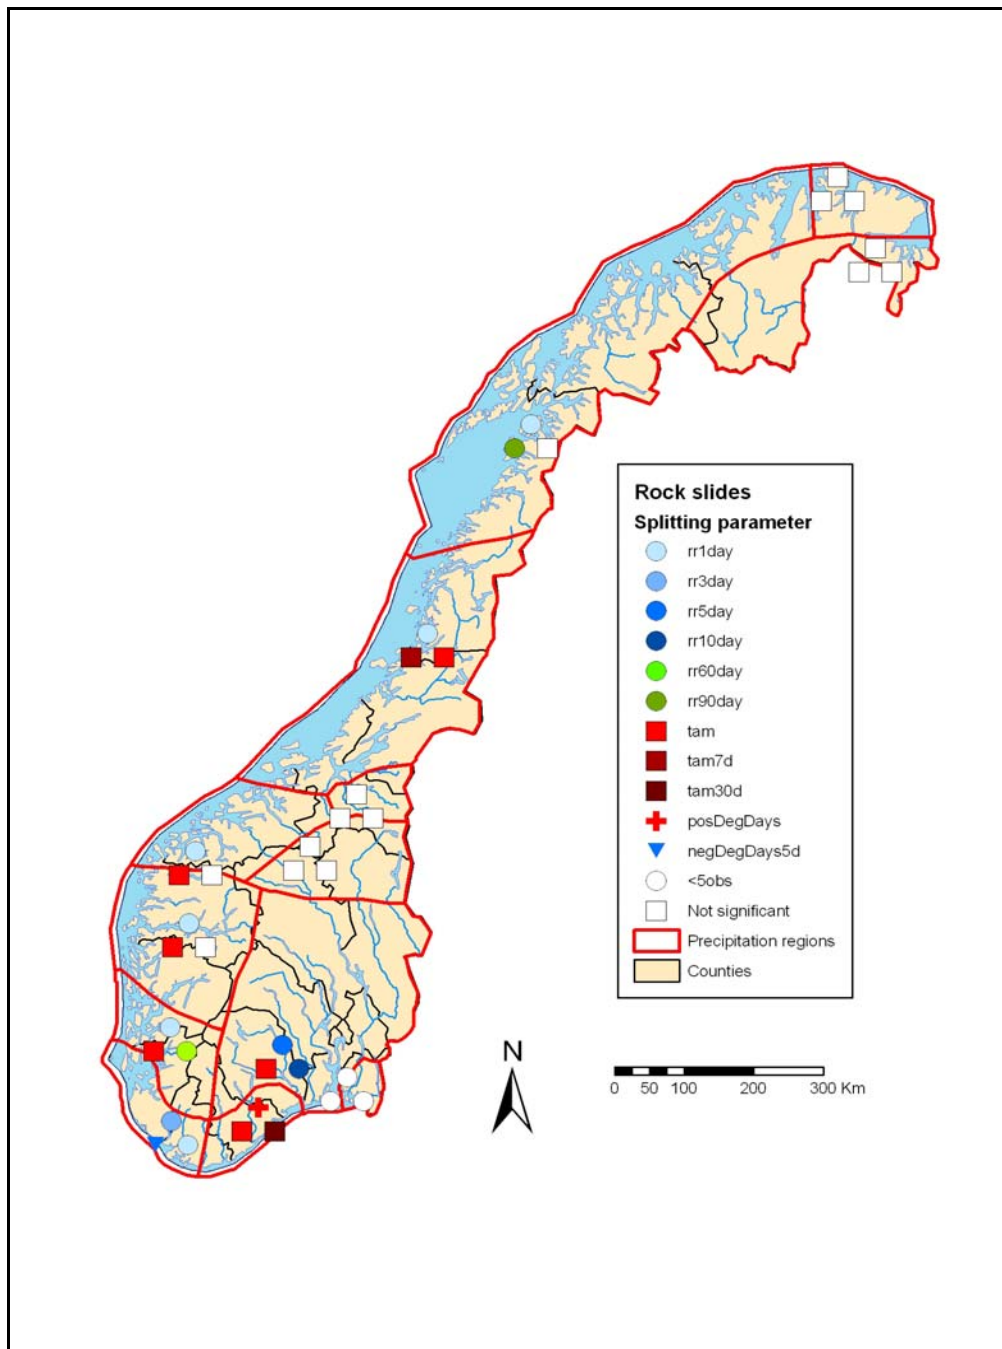 Rock slides
Splitting parameter
rr1day
rr3day
rr5day
rr10day
rr60day
rr90day
tam
tam7d
tam30d
posDegDays
negDegDays5d
<5obs
Not significant
Precipitation regions
Counties
N
0 50 100 200 300 Km